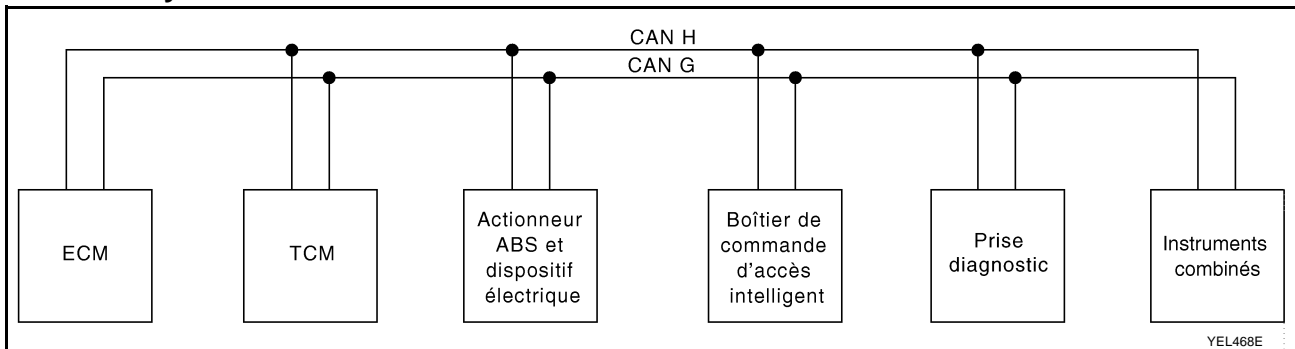 CAN H
CAN G
ECM
TCM
Actionneur
ABS et
dispositif
électrique
Boîtier de
commande
d'accès
intelligent
Prise
diagnostic
Instruments
combinés
YEL468E